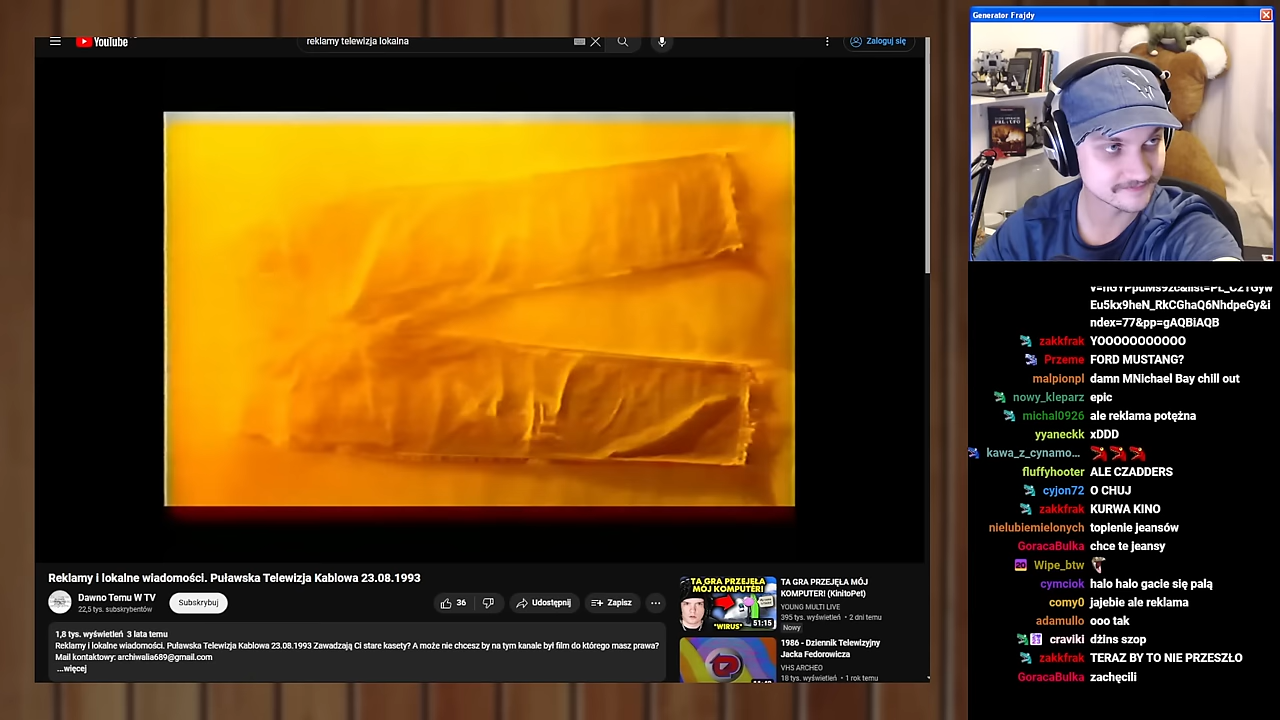 YouTube
reklamy telewizja lokalna
Zaloguj się
Reklamy i lokalne wiadomości. Puławska Telewizja Kablowa 23.08.1993
Dawno Temu W TV
22,5 tys. subskrybentów
Subskrybuj
36
Udostępnij
Zapisz
1,8 tys. wyświetleń 3 lata temu
Reklamy i lokalne wiadomości. Puławska Telewizja Kablowa 23.08.1993 Zawadzają Ci stare kasety? A może nie chcesz by na tym kanale był film do którego masz prawa?
Mail kontaktowy: archiwalia689@gmail.com
...więcej
TA GRA PRZEJĘŁA
MÓJ KOMPUTER!
"WIRUS"
51:15
TA GRA PRZEJĘŁA MÓJ
KOMPUTER! (KinitoPet)
YOUNG MULTI LIVE
395 tys. wyświetleń • 2 dni temu
Nowy
1986 - Dziennik Telewizyjny
Jacka Fedorowicza
VHS ARCHEO
18 tys. wyświetleń • 1 rok temu
Generator Frajdy
Eu5kx9heN_RkCGhaQ6NhdpeGy&i
ndex=77&pp=gAQBiAQB
zakkfrak YOOOOOOOOOOO
Przeme FORD MUSTANG?
malpionpl damn MNichael Bay chill out
nowy_kleparz epic
michal0926 ale reklama potężna
yyaneckk xDDD
kawa_z_cynamo...
fluffyhooter ALE CZADDERS
cyjon72 O CHUJ
zakkfrak KURWA KINO
nielubiemielonych toplenie jeansów
GoracaBulka chce te jeansy
Wipe_btw
cymciok halo halo gacie się palą
comy0 jajebie ale reklama
adamullo ooo tak
craviki dżins szop
zakkfrak TERAZ BY TO NIE PRZESZŁO
GoracaBulka zachęcili